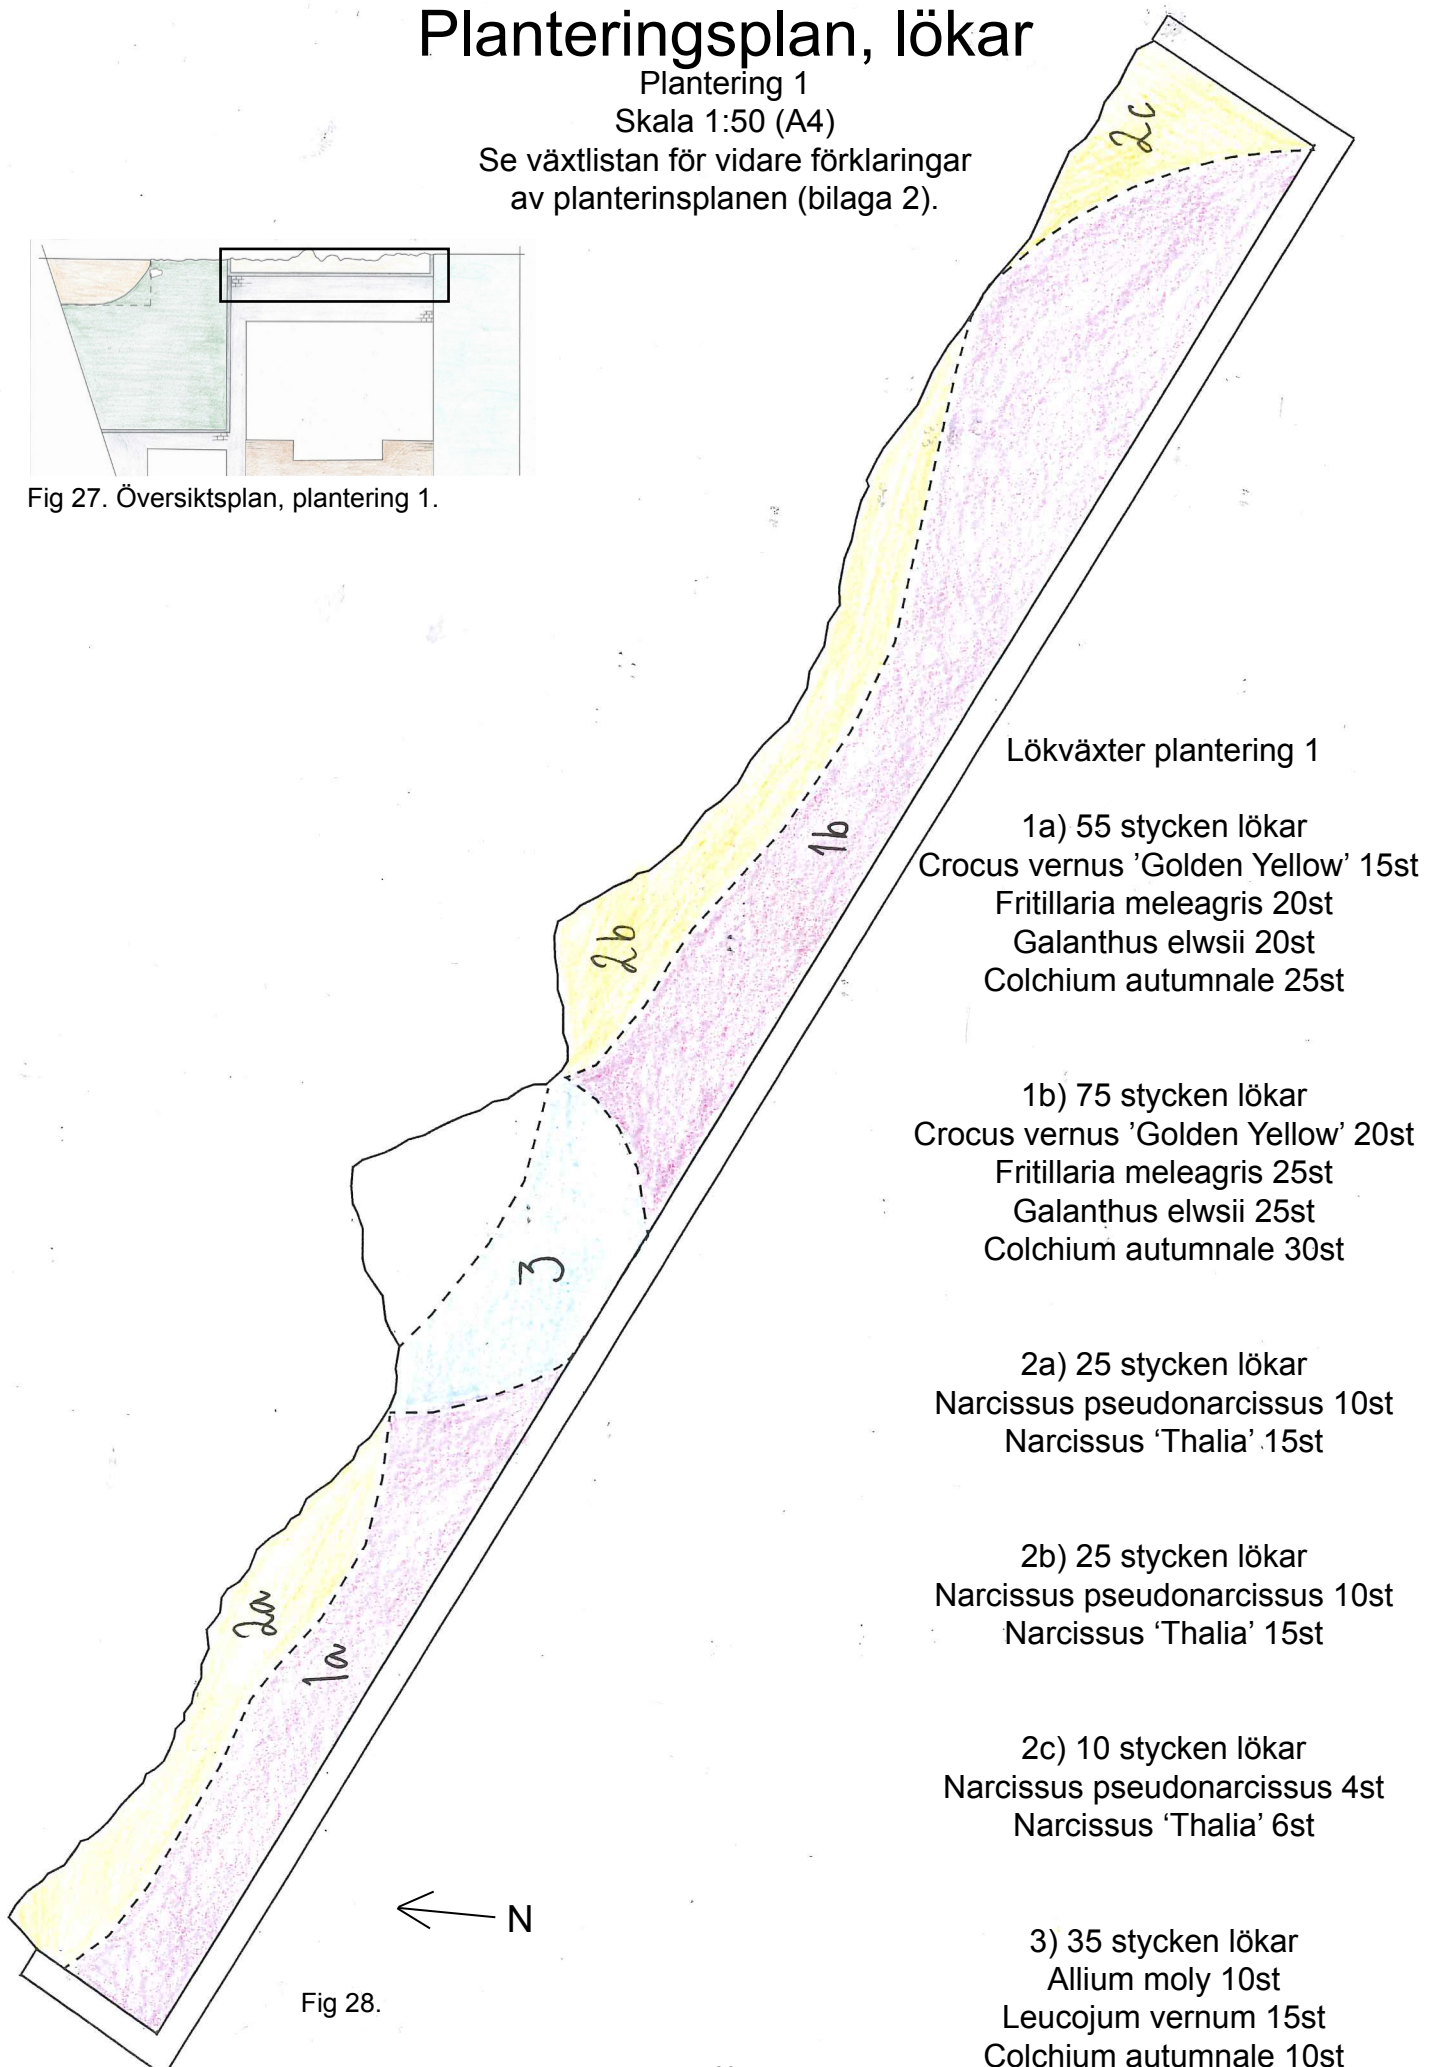 Planteringsplan, lökar
Plantering 1
Skala 1:50 (A4)
Se växtlistan för vidare förklaringar
av planterinsplanen (bilaga 2).
Fig 27. Översiktsplan, plantering 1.
2c
1b
2b
3
2a
1a
N
Fig 28.
Lökväxter plantering 1
1a) 55 stycken lökar
Crocus vernus ’Golden Yellow’ 15st
Fritillaria meleagris 20st
Galanthus elwsii 20st
Colchium autumnale 25st
1b) 75 stycken lökar
Crocus vernus ’Golden Yellow’ 20st
Fritillaria meleagris 25st
Galanthus elwsii 25st
Colchium autumnale 30st
2a) 25 stycken lökar
Narcissus pseudonarcissus 10st
Narcissus ‘Thalia’ 15st
2b) 25 stycken lökar
Narcissus pseudonarcissus 10st
Narcissus ‘Thalia’ 15st
2c) 10 stycken lökar
Narcissus pseudonarcissus 4st
Narcissus ‘Thalia’ 6st
3) 35 stycken lökar
Allium moly 10st
Leucojum vernum 15st
Colchium autumnale 10st